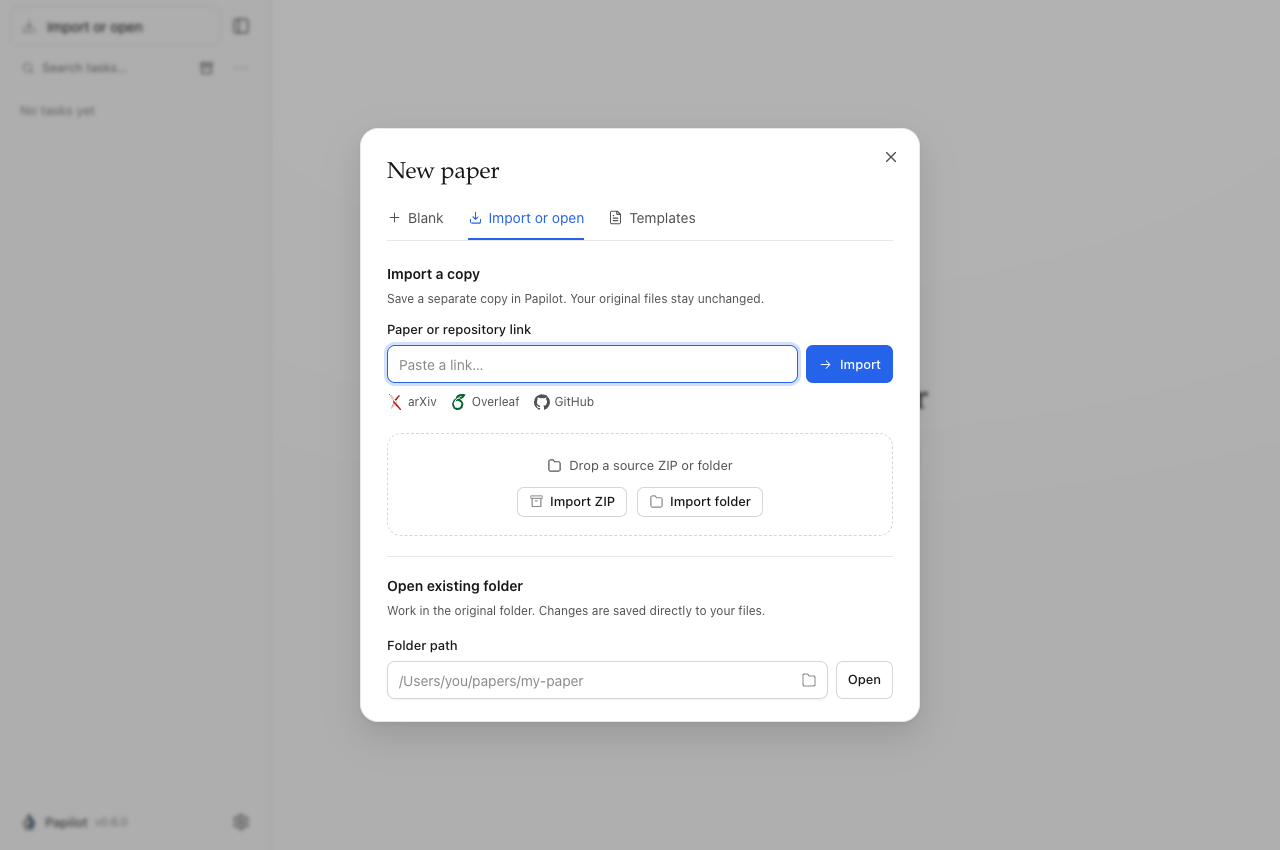 Import or open
Search tasks...
No tasks yet
New paper
Blank
Import or open
Templates
Import a copy
Save a separate copy in Papilot. Your original files stay unchanged.
Paper or repository link
Paste a link...
Import
arXiv
Overleaf
GitHub
Drop a source ZIP or folder
Import ZIP
Import folder
Open existing folder
Work in the original folder. Changes are saved directly to your files.
Folder path
/Users/you/papers/my-paper
Open
Papilot v0.6.0